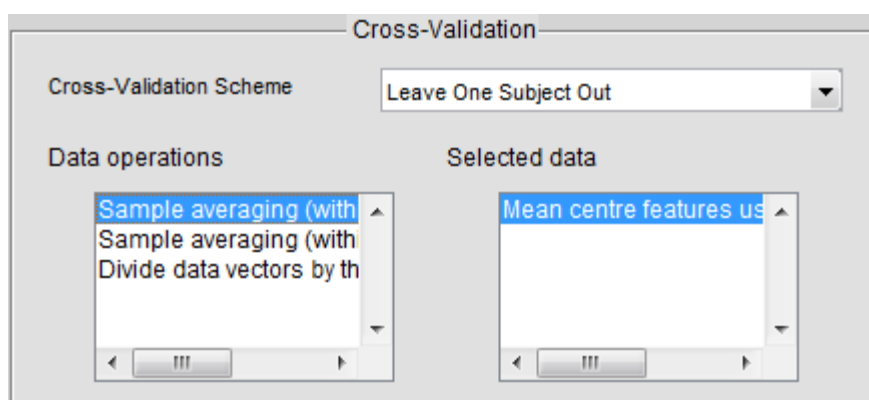 Cross-Validation
Cross-Validation Scheme
Leave One Subject Out
Data operations
Selected data
Sample averaging (with
Sample averaging (withi
Divide data vectors by th
Mean centre features us